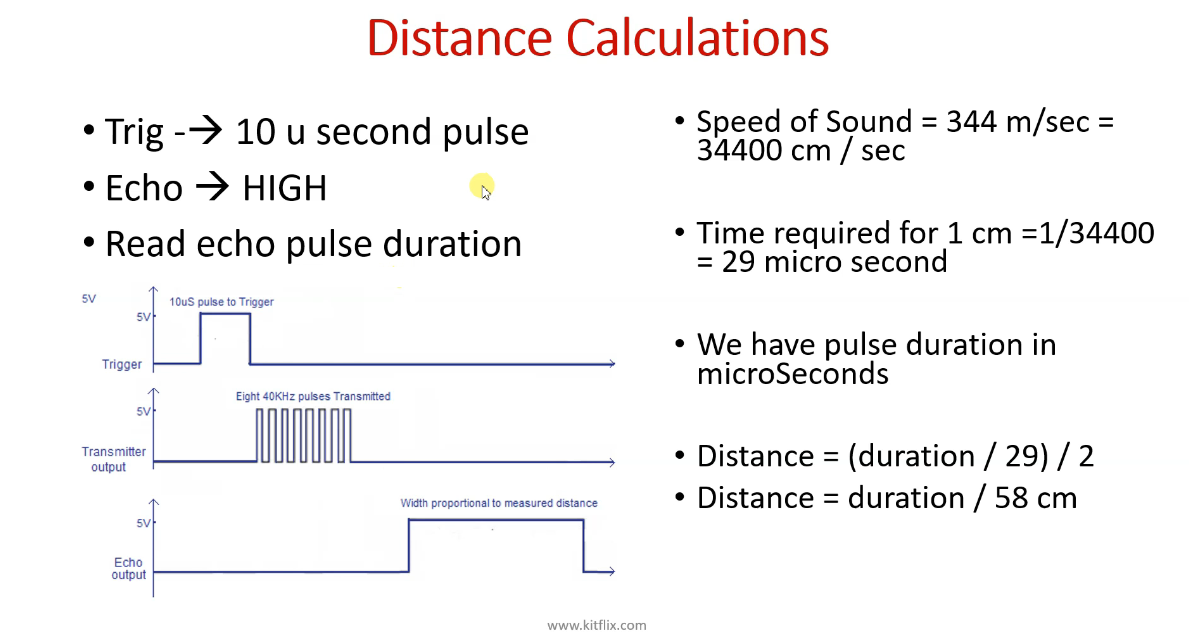 Distance Calculations
• Trig -→ 10 u second pulse
• Echo → HIGH
• Read echo pulse duration
5V
10uS pulse to Trigger
5V
Trigger
Eight 40KHz pulses Transmitted
5V
Transmitter
output
Width proportional to measured distance
5V
Echo
output
• Speed of Sound = 344 m/sec =
34400 cm / sec
• Time required for 1 cm =1/34400
= 29 micro second
• We have pulse duration in
microSeconds
• Distance = (duration / 29) / 2
• Distance = duration / 58 cm
www.kitflix.com